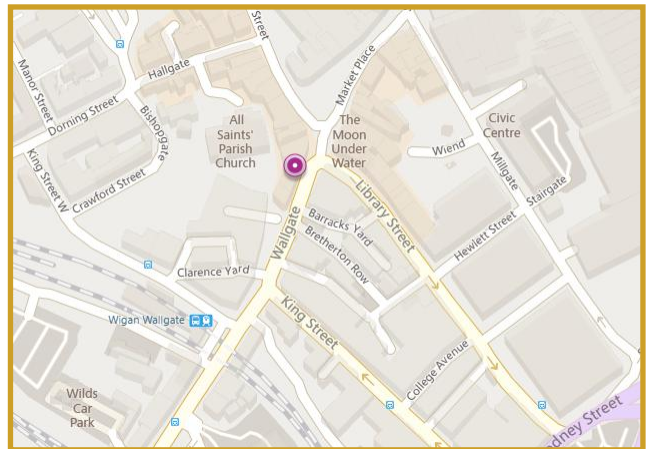 Street
Hallgate
Market Place
Manor Street
Dorning Street
Bishopgate
All
Saints'
Parish
Church
The
Moon
Under
Water
Civic
Centre
Wiend
Millgate
King Street W
Crawford Street
Library Street
Stairgate
Wallgate
Barracks Yard
Bretherton Row
Hewlett Street
Clarence Yard
King Street
Wigan Wallgate
College Avenue
Wilds
Car
Park
dney Street